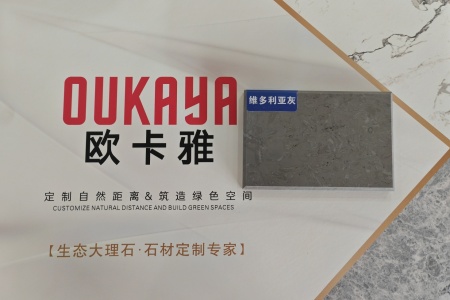 OUKAYA
欧卡雅
维多利亚灰
定制自然距离&筑造绿色空间
CUSTOMIZE NATURAL DISTANCE AND BUILD GREEN SPACES
【生态大理石·石材定制专家】